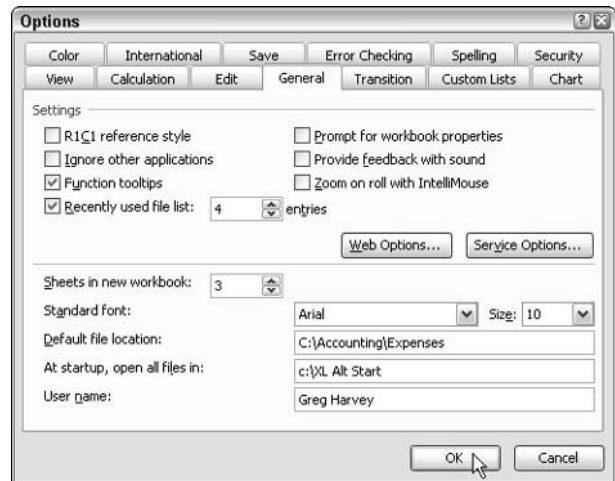 Options
Color International Save Error Checking Spelling Security
View Calculation Edit General Transition Custom Lists Chart
Settings
R1C1 reference style
Prompt for workbook properties
Ignore other applications
Provide feedback with sound
Function tooltips
Zoom on roll with IntelliMouse
Recently used file list: 4 entries
Web Options... Service Options...
Sheets in new workbook: 3
Standard font: Arial Size: 10
Default file location: C:\Accounting\Expenses
At startup, open all files in: c:\XL Alt Start
User name: Greg Harvey
OK Cancel